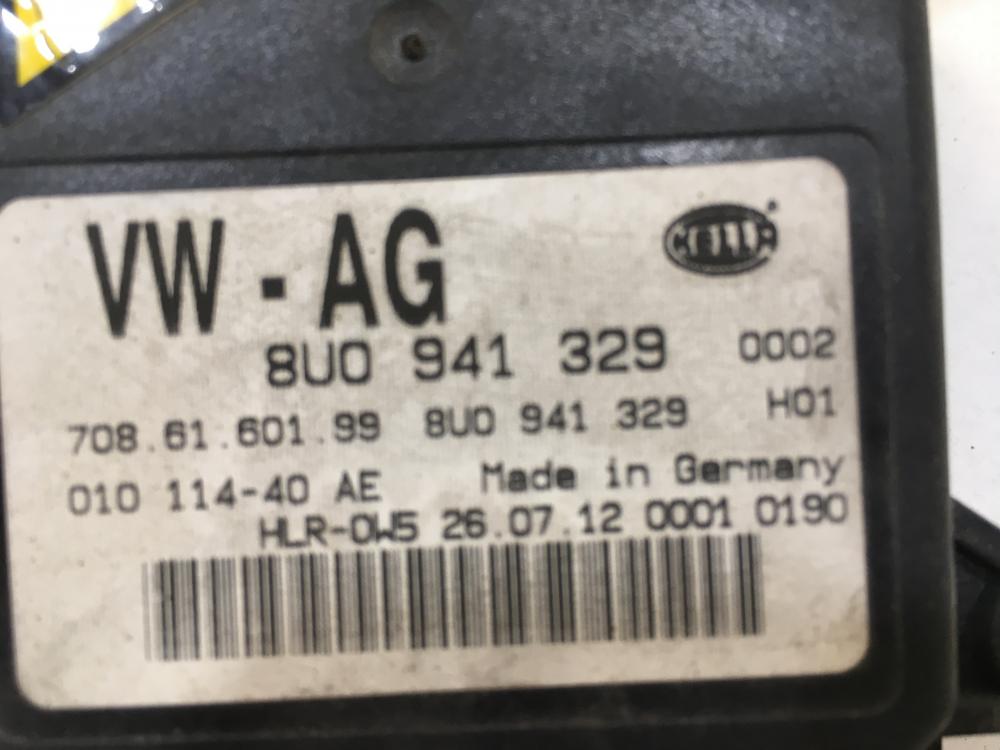 VW - AG
HELLA
8U0 941 329 0002
708.61.601.99 8U0 941 329 H01
010 114-40 AE Made in Germany
HLR-0W5 26.07.12 0001 0190